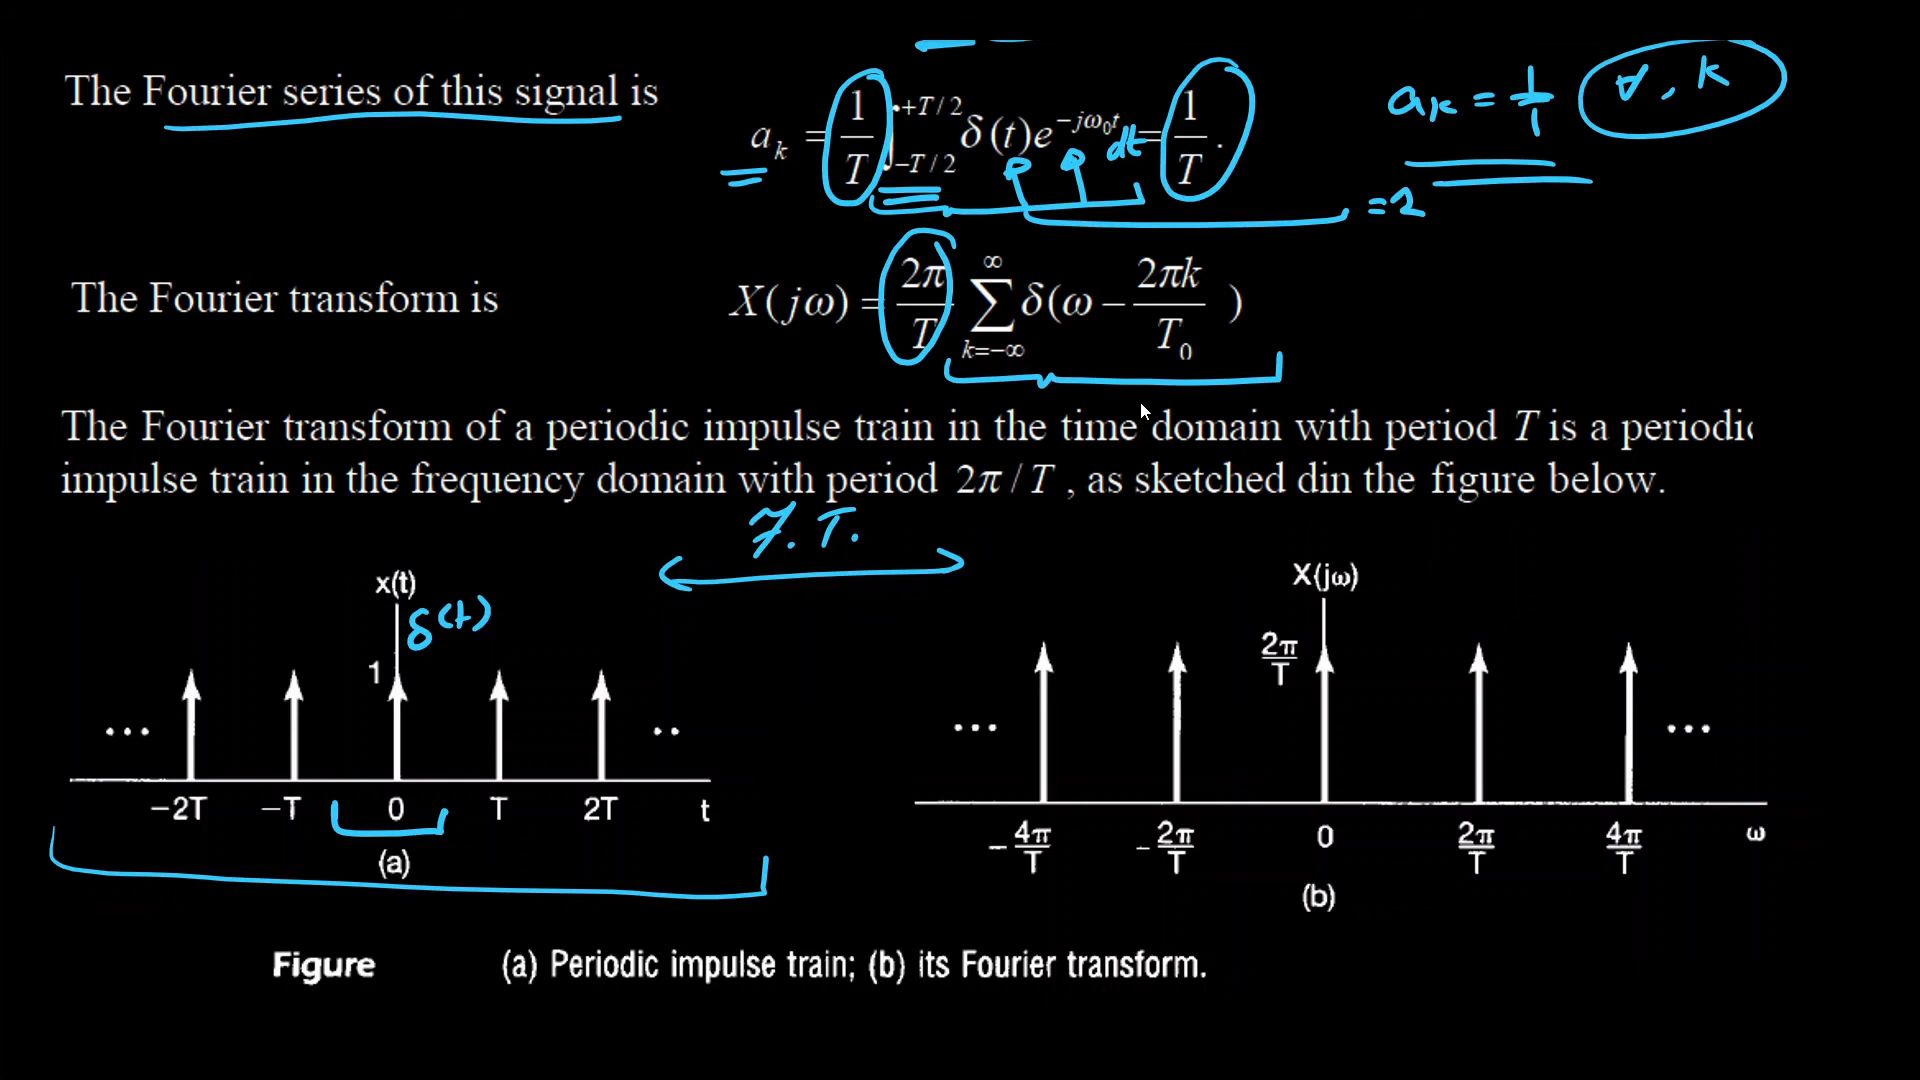 The Fourier series of this signal is
a_k = 1/T ∫_{-T/2}^{+T/2} δ(t)e^{-jω₀t} dt = 1/T .
a_k = 1/T ∀, k
=1
The Fourier transform is
X(jω) = 2π/T ∑_{k=-∞}^{∞} δ(ω – 2πk/T₀ )
The Fourier transform of a periodic impulse train in the time domain with period T is a periodic
impulse train in the frequency domain with period 2π / T , as sketched din the figure below.
F. T.
x(t)
δ(t)
1
... ..
−2T −T 0 T 2T t
(a)
X(jω)
2π/T
... ...
−4π/T −2π/T 0 2π/T 4π/T ω
(b)
Figure (a) Periodic impulse train; (b) its Fourier transform.